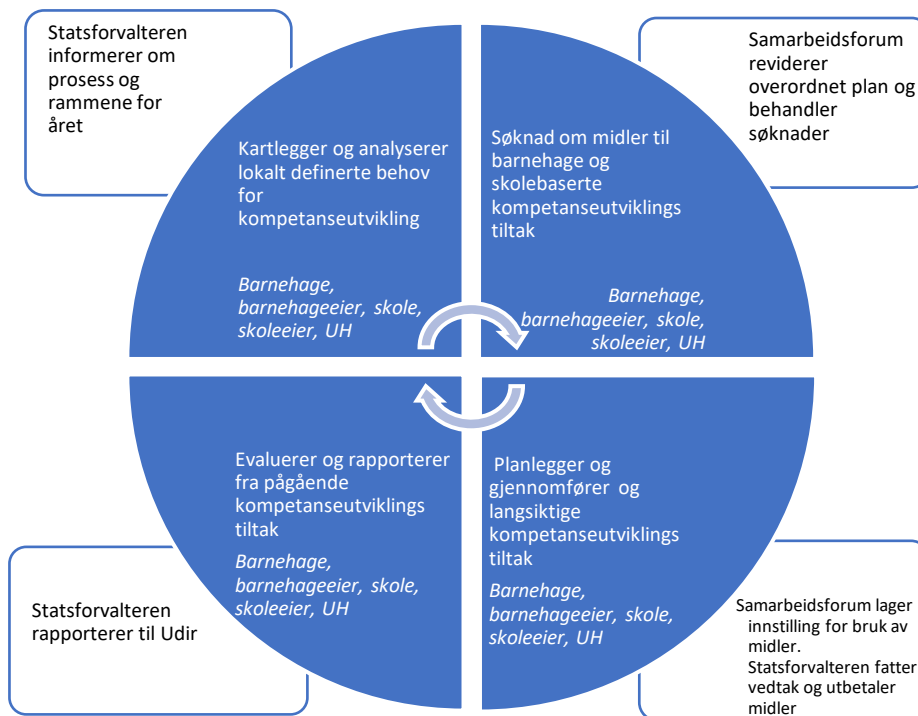 Statsforvalteren
informerer om
prosess og
rammene for
året
Samarbeidsforum
reviderer
overordnet plan og
behandler
søknader
Kartlegger og analyserer
lokalt definerte behov
for
kompetanseutvikling
Barnehage,
barnehageeier, skole,
skoleeier, UH
Søknad om midler til
barnehage og
skolebaserte
kompetanseutviklings
tiltak
Barnehage,
barnehageeier, skole,
skoleeier, UH
Evaluerer og rapporterer
fra pågående
kompetanseutviklings
tiltak
Barnehage,
barnehageeier, skole,
skoleeier, UH
Planlegger og
gjennomfører og
langsiktige
kompetanseutviklings
tiltak
Barnehage,
barnehageeier, skole,
skoleeier, UH
Statsforvalteren
rapporterer til Udir
Samarbeidsforum lager
innstilling for bruk av
midler.
Statsforvalteren fatter
vedtak og utbetaler
midler